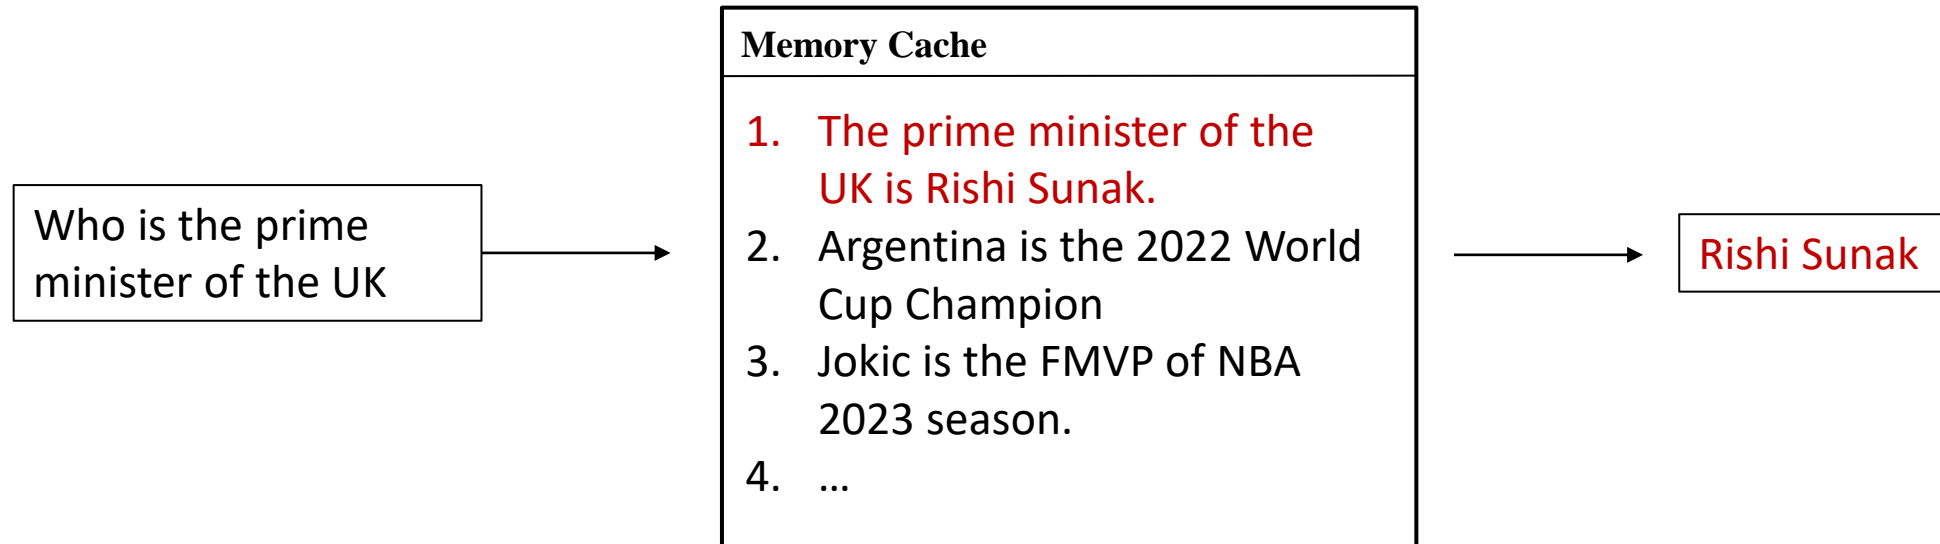 Who is the prime
minister of the UK
Memory Cache
1. The prime minister of the
UK is Rishi Sunak.
2. Argentina is the 2022 World
Cup Champion
3. Jokic is the FMVP of NBA
2023 season.
4. ...
Rishi Sunak